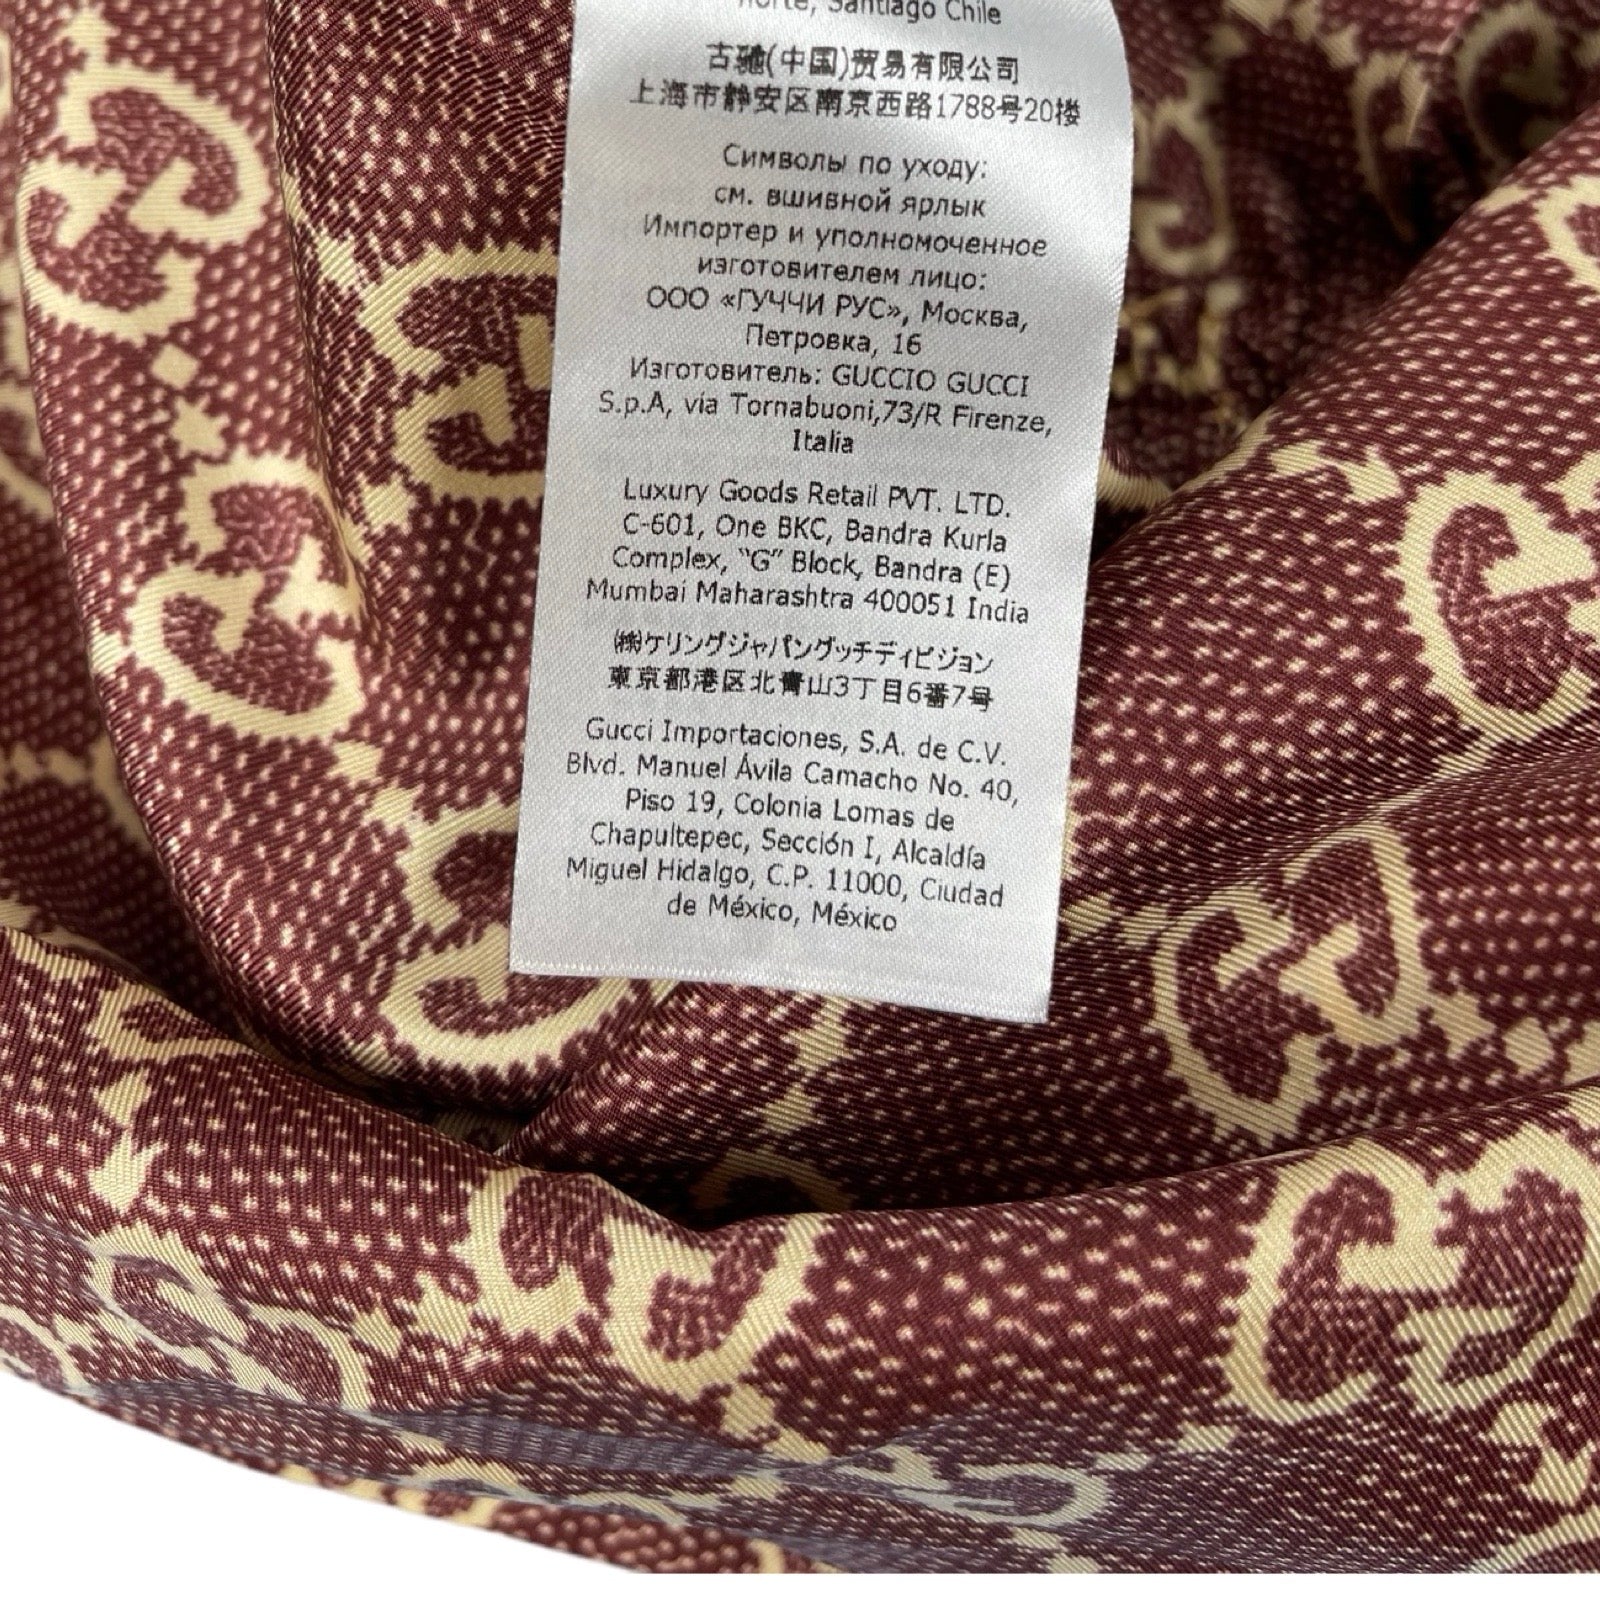 norte, Santiago Chile
古驰(中国)贸易有限公司
上海市静安区南京西路1788号20楼
Символы по уходу:
см. вшивной ярлык
Импортер и уполномоченное
изготовителем лицо:
ООО «ГУЧЧИ РУС», Москва,
Петровка, 16
Изготовитель: GUCCIO GUCCI
S.p.A, via Tornabuoni,73/R Firenze,
Italia
Luxury Goods Retail PVT. LTD.
C-601, One BKC, Bandra Kurla
Complex, "G" Block, Bandra (E)
Mumbai Maharashtra 400051 India
㈱ケリングジャパングッチディビジョン
東京都港区北青山3丁目6番7号
Gucci Importaciones, S.A. de C.V.
Blvd. Manuel Ávila Camacho No. 40,
Piso 19, Colonia Lomas de
Chapultepec, Sección I, Alcaldía
Miguel Hidalgo, C.P. 11000, Ciudad
de México, México